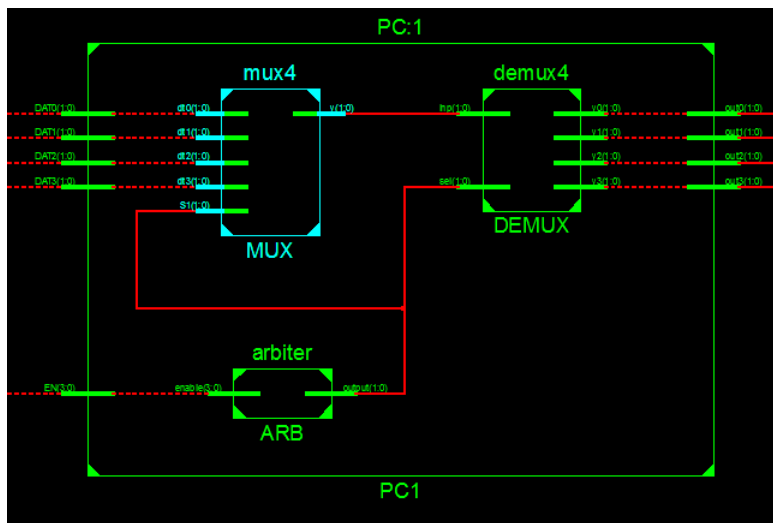 PC:1
mux4
demux4
DAT0(1:0)
dt0(1:0)
y(1:0)
inp(1:0)
y0(1:0)
out0(1:0)
DAT1(1:0)
dt1(1:0)
y1(1:0)
out1(1:0)
DAT2(1:0)
dt2(1:0)
y2(1:0)
out2(1:0)
DAT3(1:0)
dt3(1:0)
sel(1:0)
y3(1:0)
out3(1:0)
S1(1:0)
MUX
DEMUX
arbiter
EN(3:0)
enable(3:0)
output(1:0)
ARB
PC1